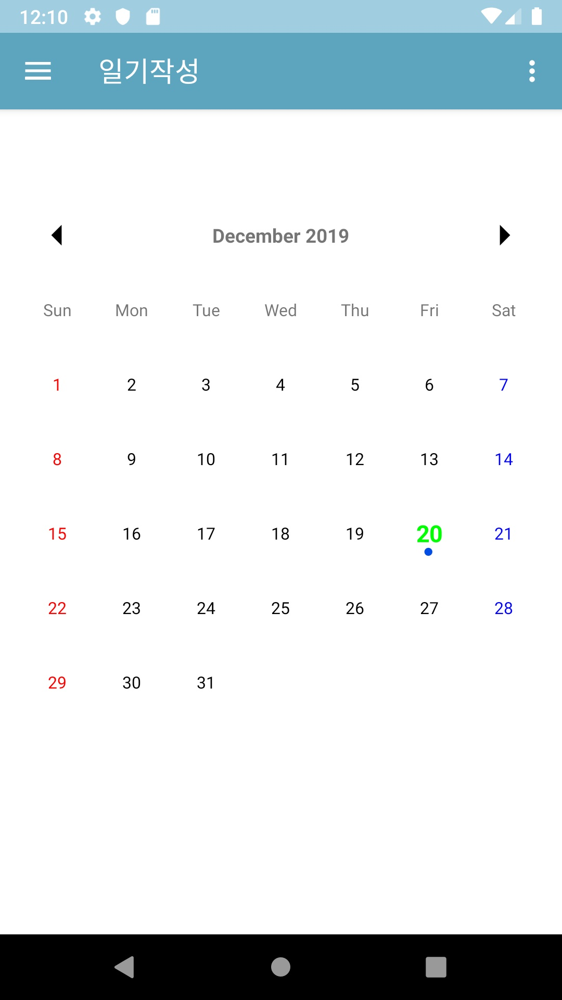 12:10
일기작성
December 2019
Sun Mon Tue Wed Thu Fri Sat
1 2 3 4 5 6 7
8 9 10 11 12 13 14
15 16 17 18 19 20 21
22 23 24 25 26 27 28
29 30 31